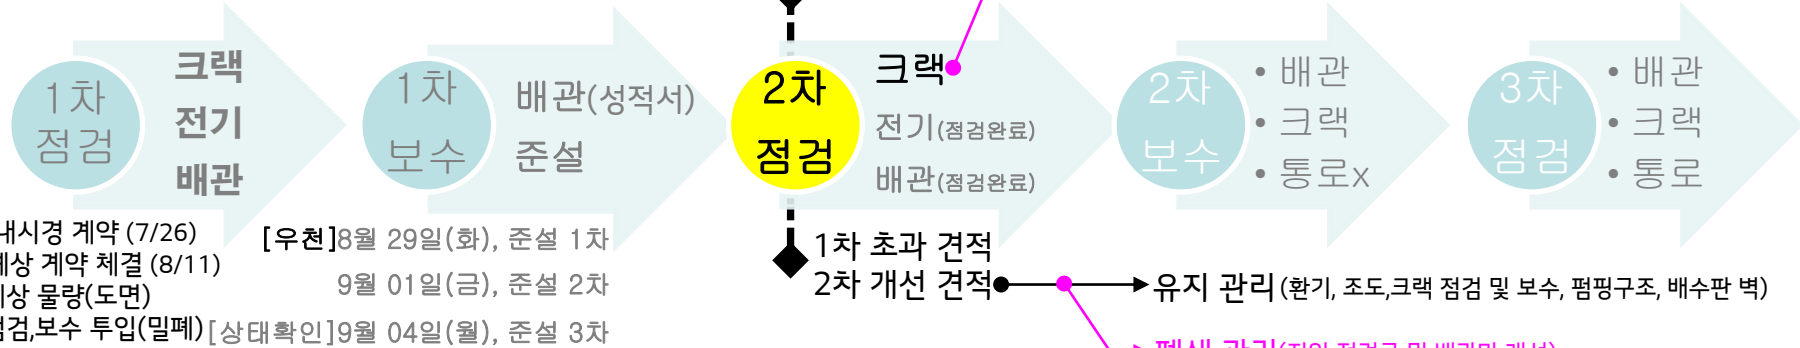 1차
점검
크랙
전기
배관
1차
보수
배관(성적서)
준설
2차
점검
크랙
전기(점검완료)
배관(점검완료)
2차
보수
• 배관
• 크랙
• 통로x
3차
점검
• 배관
• 크랙
• 통로
내시경 계약 (7/26)
계약 체결 (8/11)
물량(도면)
점검,보수 투입(밀폐)
[우천]8월 29일(화), 준설 1차
9월 01일(금), 준설 2차
[상태확인]9월 04일(월), 준설 3차
1차 초과 견적
2차 개선 견적
유지 관리(환기, 조도,크랙 점검 및 보수, 펌핑구조, 배수판 벽)
관리